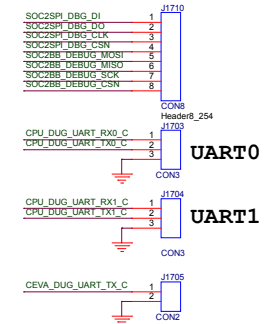 J1710
SOC2SPI_DBG_DI 1
SOC2SPI_DBG_DO 2
SOC2SPI_DBG_CLK 3
SOC2SPI_DBG_CSN 4
SOC2BB_DEBUG_MOSI 5
SOC2BB_DEBUG_MISO 6
SOC2BB_DEBUG_SCK 7
SOC2BB_DEBUG_CSN 8
CON8
Header8_254
J1703
CPU_DUG_UART_RX0_C 1
CPU_DUG_UART_TX0_C 2
3
UART0
CON3
J1704
CPU_DUG_UART_RX1_C 1
CPU_DUG_UART_TX1_C 2
3
UART1
CON3
J1705
CEVA_DUG_UART_TX_C 1
2
CON2